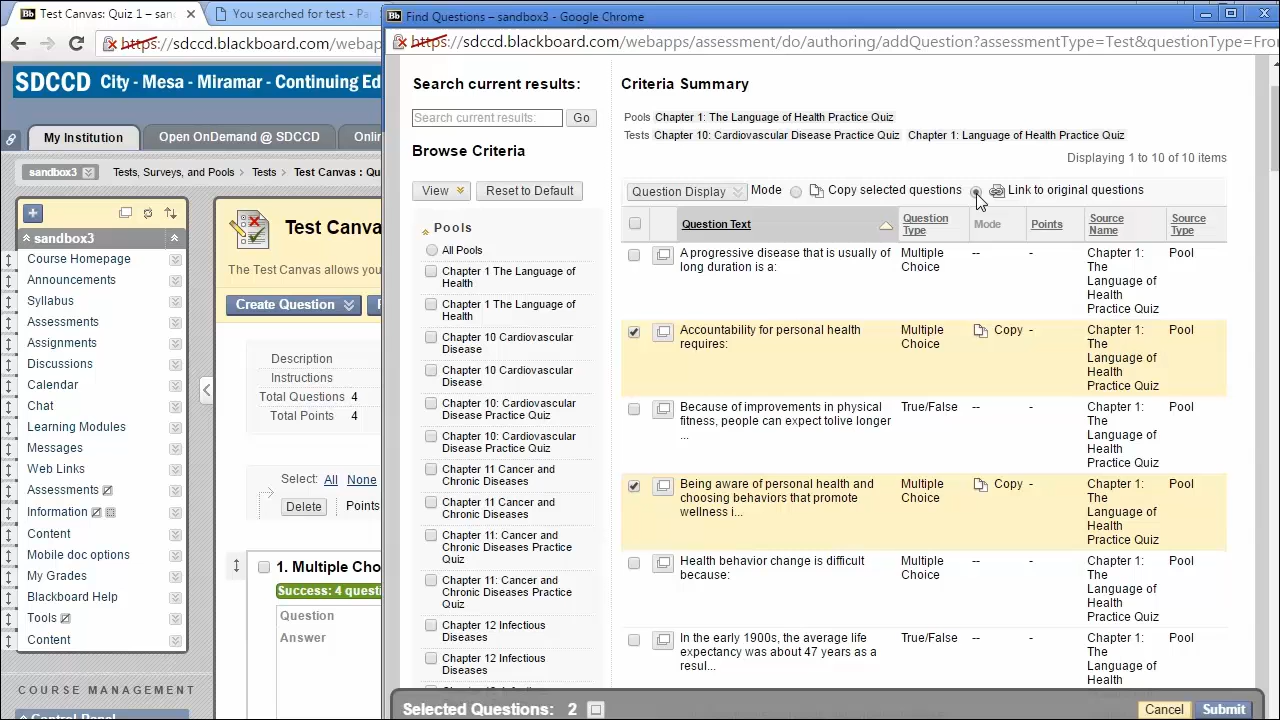 Test Canvas: Quiz 1 – san
You searched for test - Pa
https://sdccd.blackboard.com/webap
SDCCD City - Mesa - Miramar - Continuing Ed
My Institution
Open OnDemand @ SDCCD
Onlin
sandbox3
Tests, Surveys, and Pools
Tests
Test Canvas : Qu
sandbox3
Course Homepage
Announcements
Syllabus
Assessments
Assignments
Discussions
Calendar
Chat
Learning Modules
Messages
Web Links
Assessments
Information
Content
Mobile doc options
My Grades
Blackboard Help
Tools
Content
COURSE MANAGEMENT
Control Panel
Test Canva
The Test Canvas allows you
Create Question
Description
Instructions
Total Questions 4
Total Points 4
Select: All None
Delete
Points
1. Multiple Cho
Success: 4 questi
Question
Answer
Bb Find Questions – sandbox3 - Google Chrome
https://sdccd.blackboard.com/webapps/assessment/do/authoring/addQuestion?assessmentType=Test&questionType=Fro
Search current results:
Search current results:
Go
Browse Criteria
View
Reset to Default
Pools
All Pools
Chapter 1 The Language of
Health
Chapter 1 The Language of
Health
Chapter 10 Cardiovascular
Disease
Chapter 10 Cardiovascular
Disease
Chapter 10: Cardiovascular
Disease Practice Quiz
Chapter 10: Cardiovascular
Disease Practice Quiz
Chapter 11 Cancer and
Chronic Diseases
Chapter 11 Cancer and
Chronic Diseases
Chapter 11: Cancer and
Chronic Diseases Practice
Quiz
Chapter 11: Cancer and
Chronic Diseases Practice
Quiz
Chapter 12 Infectious
Diseases
Chapter 12 Infectious
Diseases
Criteria Summary
Pools Chapter 1: The Language of Health Practice Quiz
Tests Chapter 10: Cardiovascular Disease Practice Quiz Chapter 1: Language of Health Practice Quiz
Displaying 1 to 10 of 10 items
Question Display
Mode
Copy selected questions
Link to original questions
Question Text
Question
Type
Mode
Points
Source
Name
Source
Type
A progressive disease that is usually of
long duration is a:
Multiple
Choice
--
-
Chapter 1:
The
Language of
Health
Practice Quiz
Pool
Accountability for personal health
requires:
Multiple
Choice
Copy
-
Chapter 1:
The
Language of
Health
Practice Quiz
Pool
Because of improvements in physical
fitness, people can expect tolive longer
...
True/False
--
-
Chapter 1:
The
Language of
Health
Practice Quiz
Pool
Being aware of personal health and
choosing behaviors that promote
wellness i...
Multiple
Choice
Copy
-
Chapter 1:
The
Language of
Health
Practice Quiz
Pool
Health behavior change is difficult
because:
Multiple
Choice
--
-
Chapter 1:
The
Language of
Health
Practice Quiz
Pool
In the early 1900s, the average life
expectancy was about 47 years as a
resul...
True/False
--
-
Chapter 1:
The
Language of
Health
Pool
Selected Questions: 2
Cancel
Submit